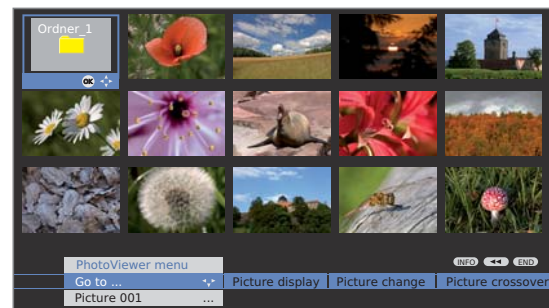 Ordner_1
OK
PhotoViewer menu
INFO END
Go to ... Picture display Picture change Picture crossover
Picture 001 ...